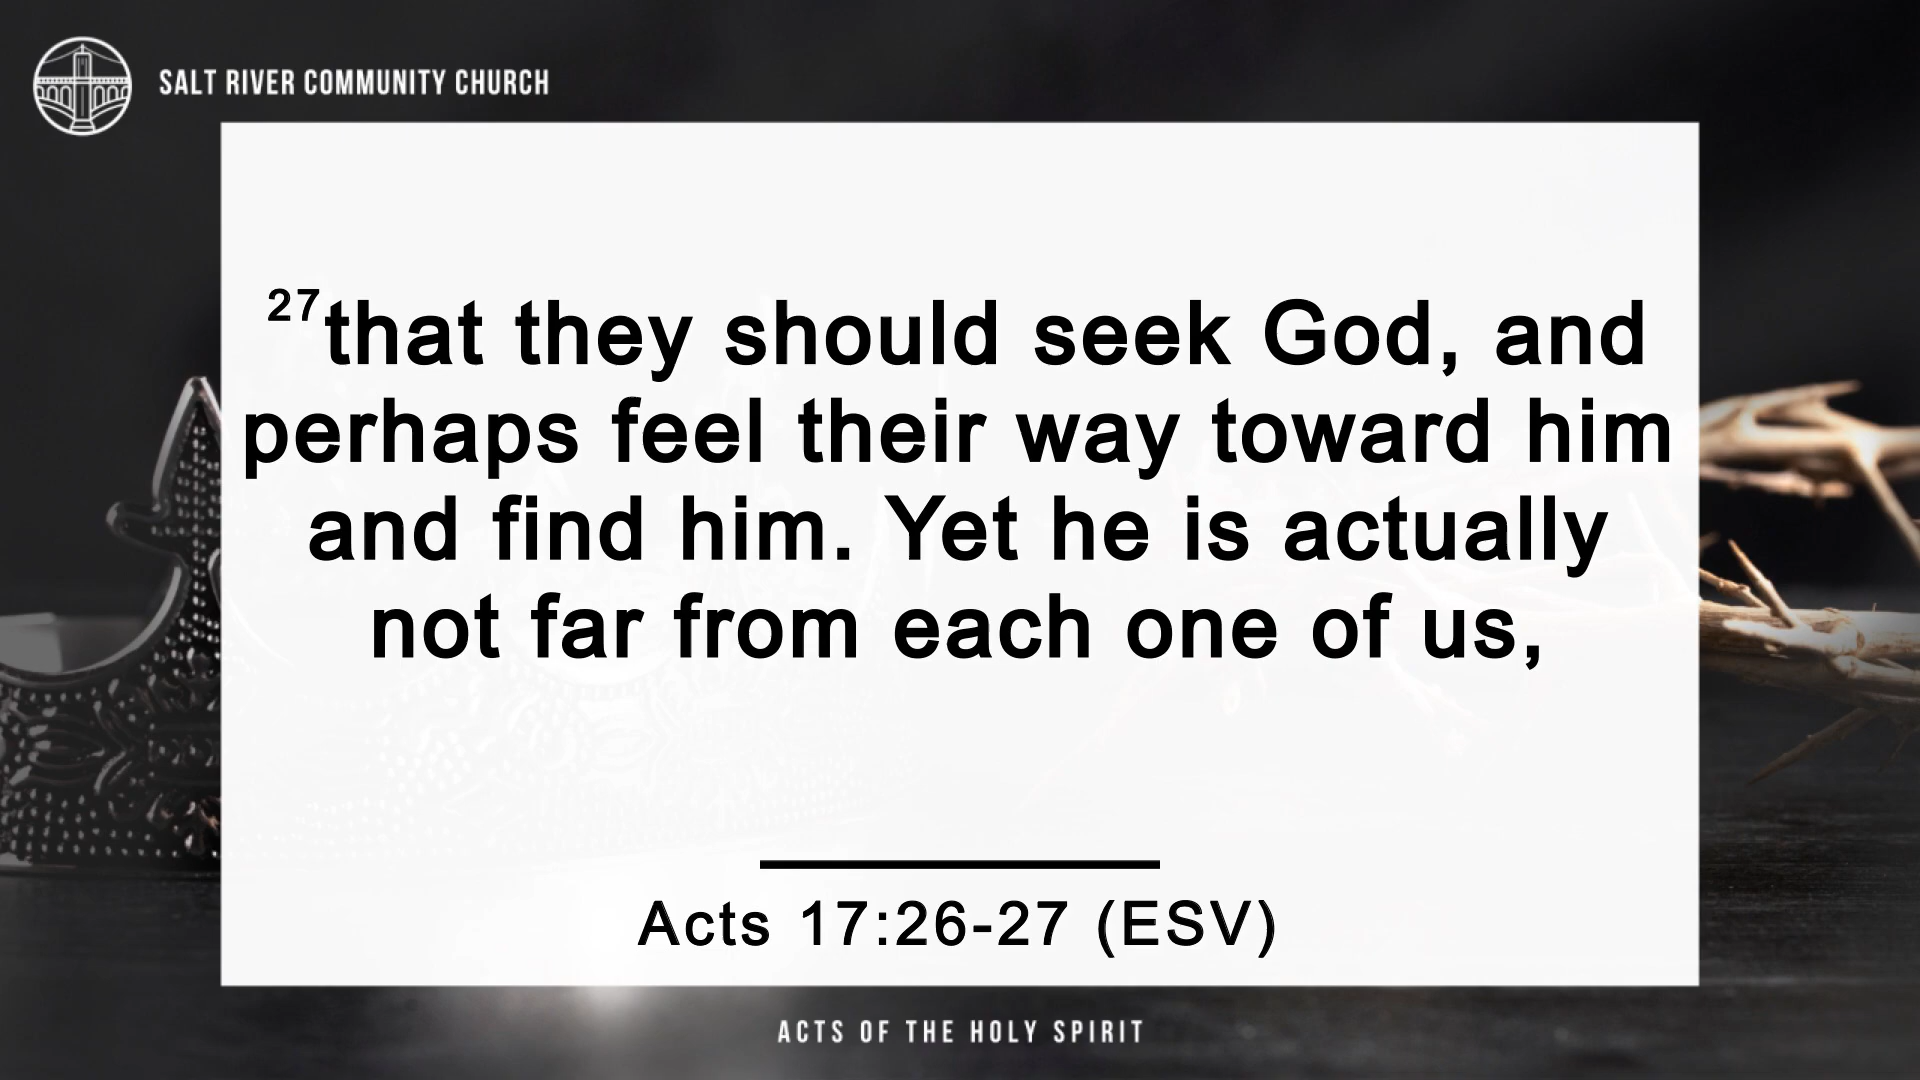 SALT RIVER COMMUNITY CHURCH
27that they should seek God, and
perhaps feel their way toward him
and find him. Yet he is actually
not far from each one of us,
Acts 17:26-27 (ESV)
ACTS OF THE HOLY SPIRIT